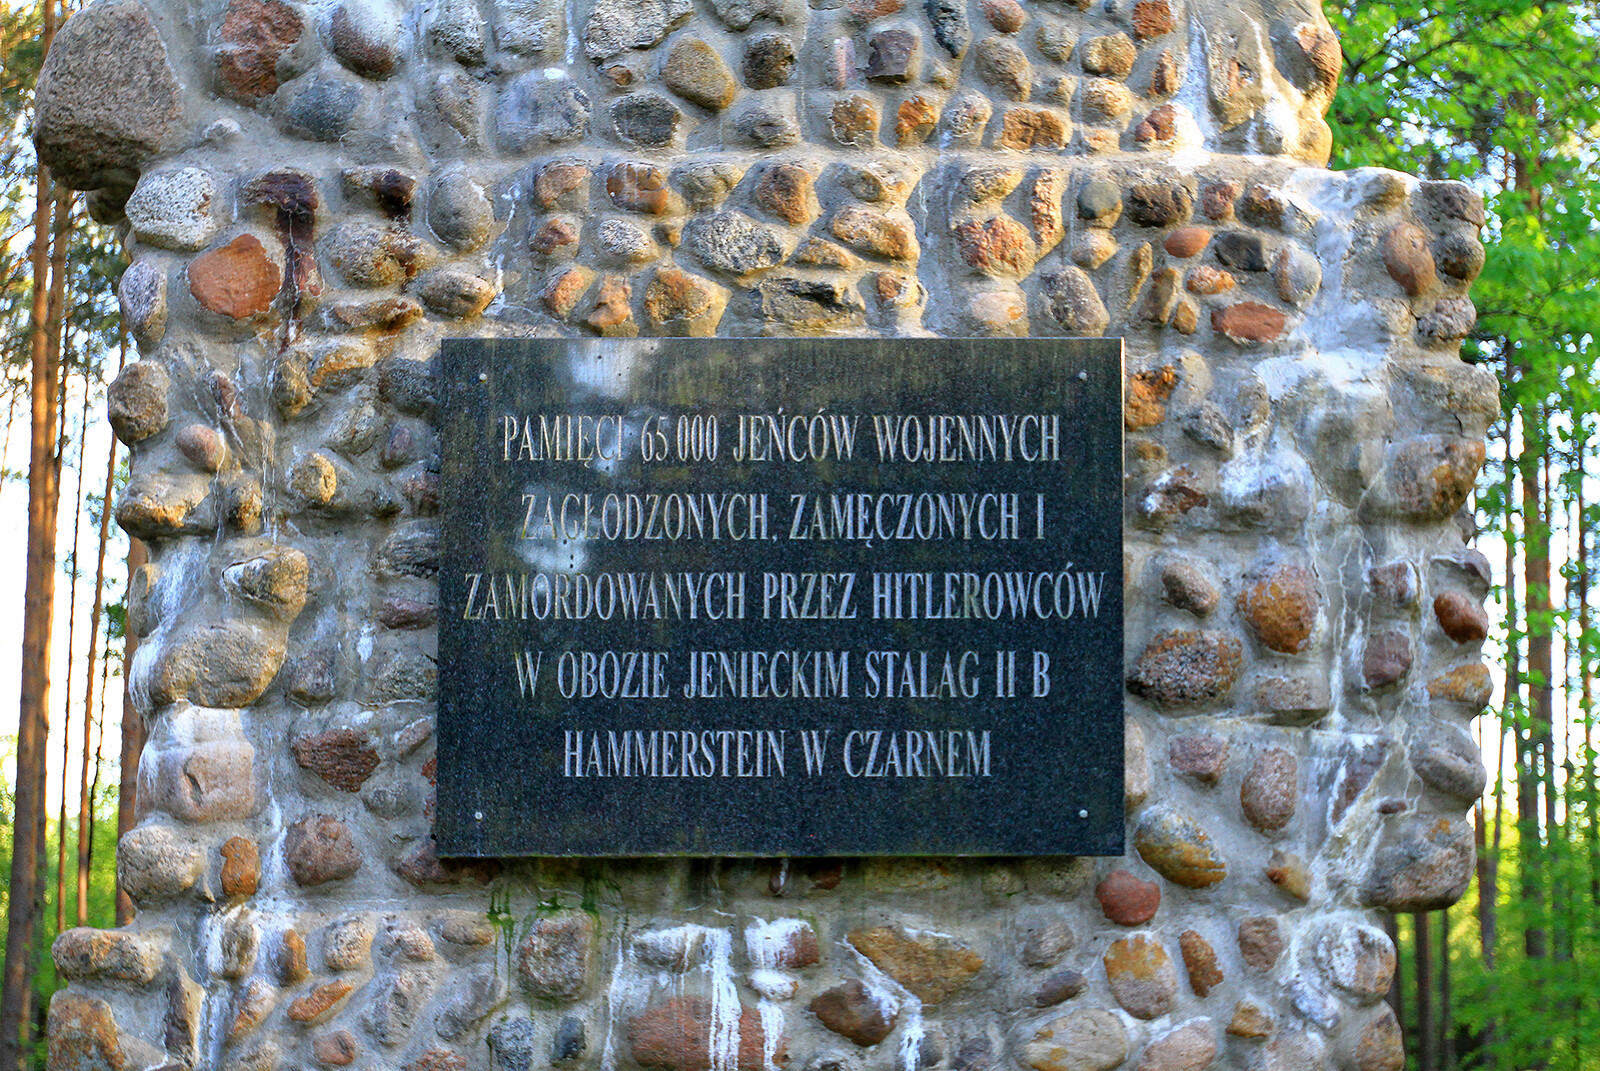 PAMIĘCI 65 000 JEŃCÓW WOJENNYCH
ZAGŁODZONYCH, ZAMĘCZONYCH I
ZAMORDOWANYCH PRZEZ HITLEROWCÓW
W OBOZIE JENIECKIM STALAG II B
HAMMERSTEIN W CZARNEM